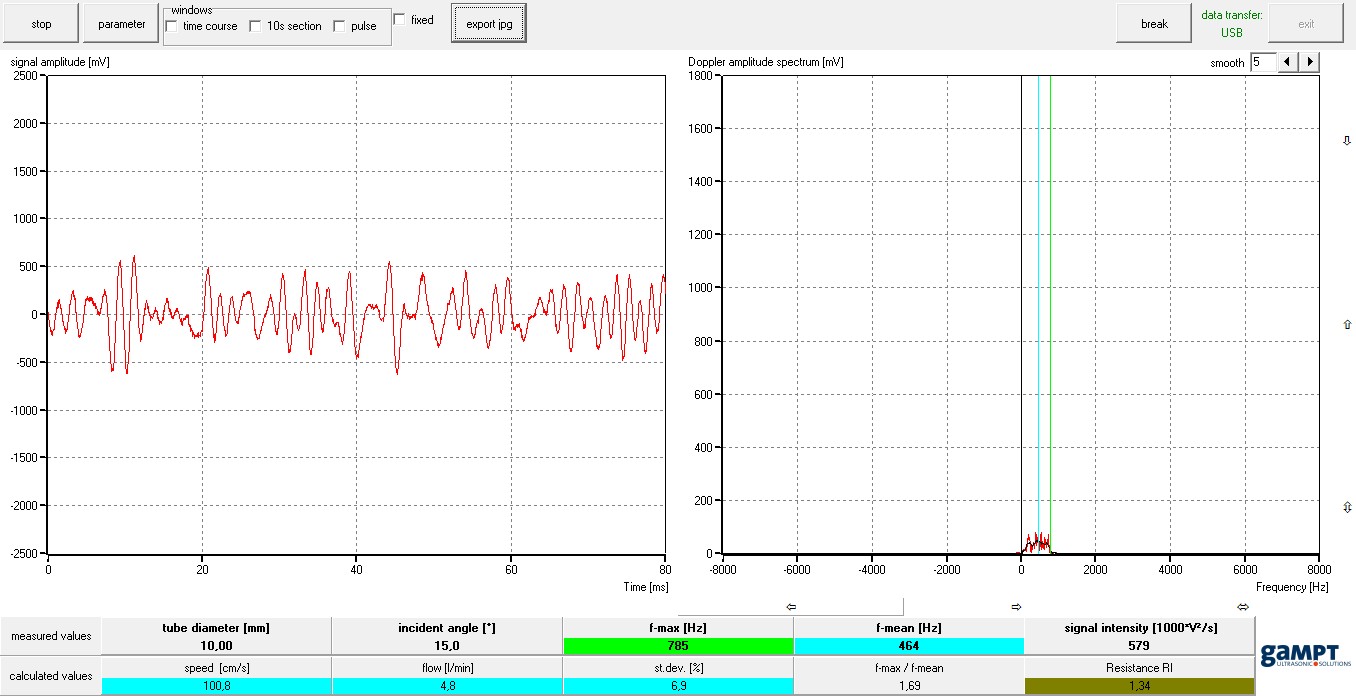 stop
parameter
windows
time course
10s section
pulse
fixed
export jpg
break
data transfer:
USB
exit
signal amplitude [mV]
2500
2000
1500
1000
500
0
-500
-1000
-1500
-2000
-2500
0 20 40 60 80
Time [ms]
Doppler amplitude spectrum [mV]
smooth 5
1800
1600
1400
1200
1000
800
600
400
200
0
-8000 -6000 -4000 -2000 0 2000 4000 6000 8000
Frequency [Hz]
measured values
tube diameter [mm] incident angle [°] f-max [Hz] f-mean [Hz] signal intensity [1000*V²/s]
10,00 15,0 785 464 579
calculated values
speed [cm/s] flow [l/min] st.dev. [%] f-max / f-mean Resistance RI
100,8 4,8 6,9 1,69 1,34
gAMPT
ULTRASONIC SOLUTIONS